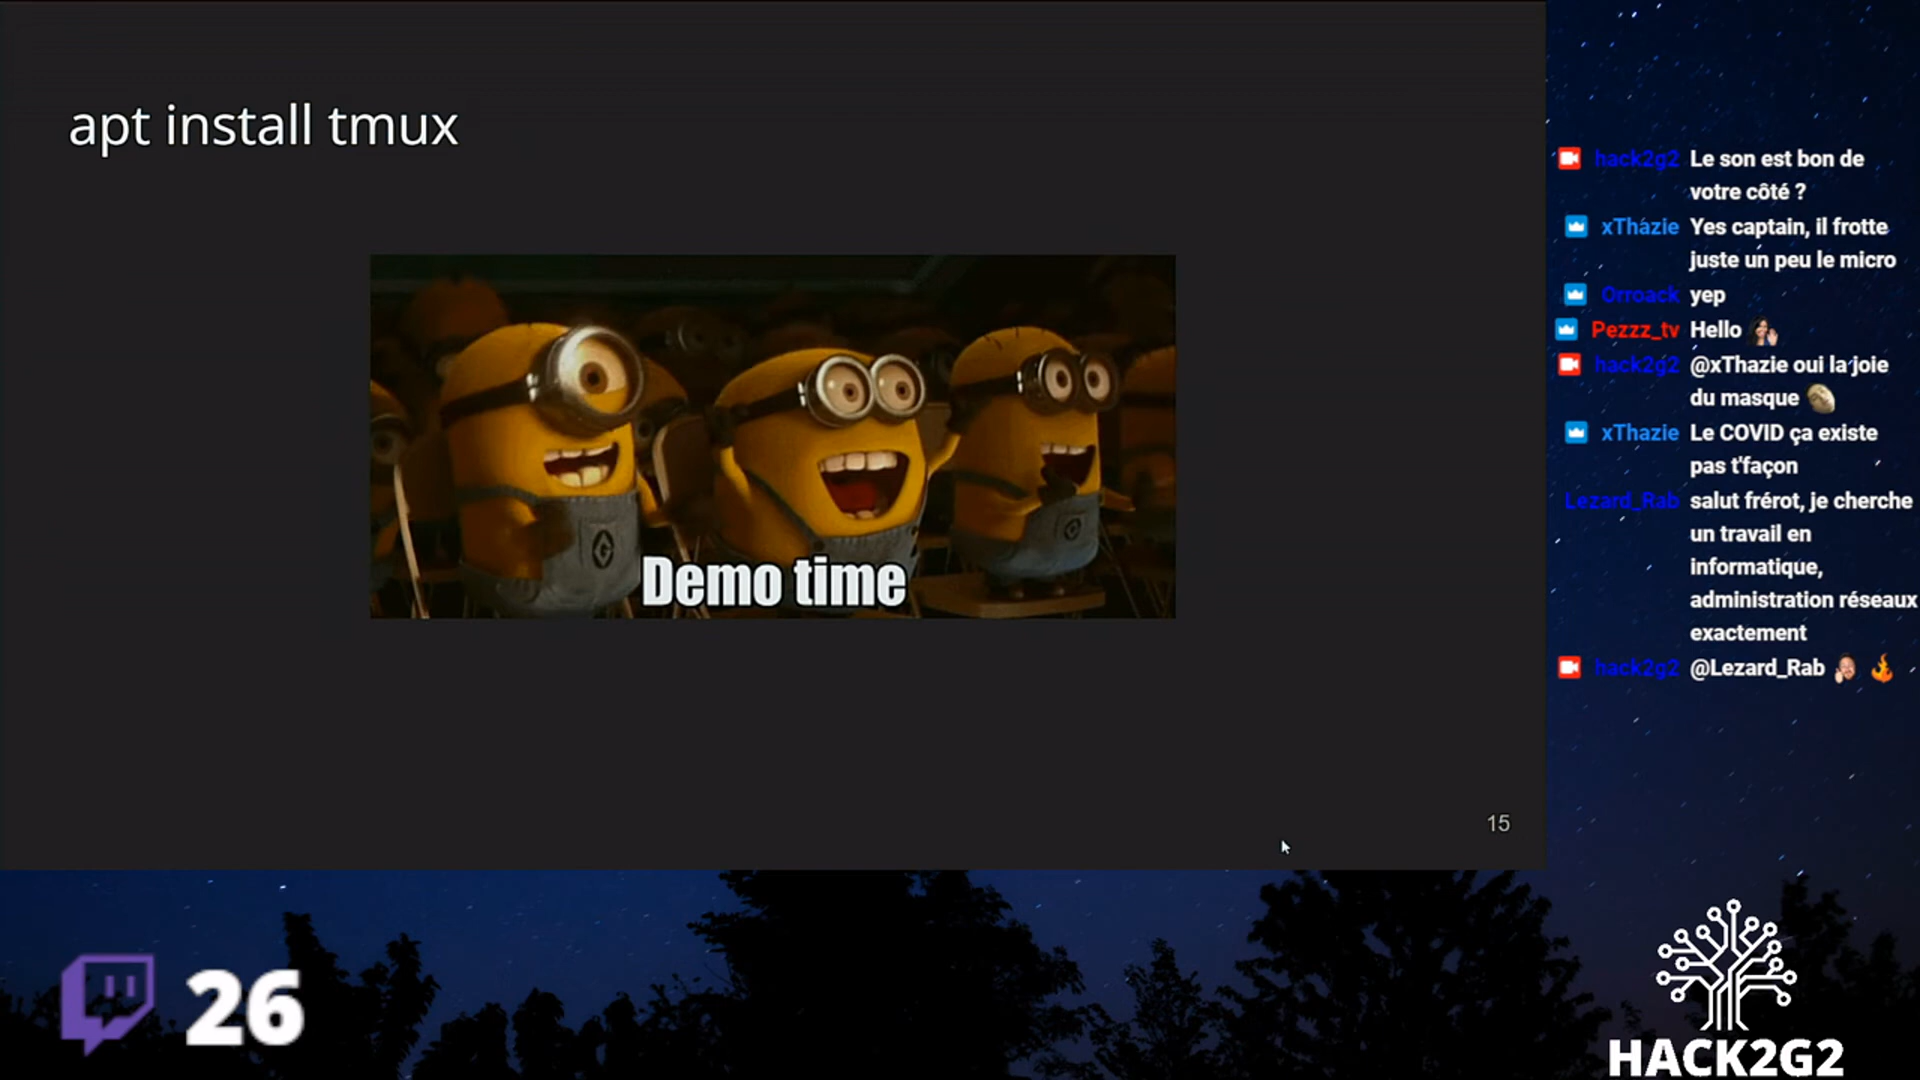 apt install tmux
Demo time
15
hack2g2 Le son est bon de
votre côté ?
xThazie Yes captain, il frotte
juste un peu le micro
Orroack yep
Pezzz_tv Hello
hack2g2 @xThazie oui la joie
du masque
xThazie Le COVID ça existe
pas t'façon
Lezard_Rab salut frérot, je cherche
un travail en
informatique,
administration réseaux
exactement
hack2g2 @Lezard_Rab
26
HACK2G2